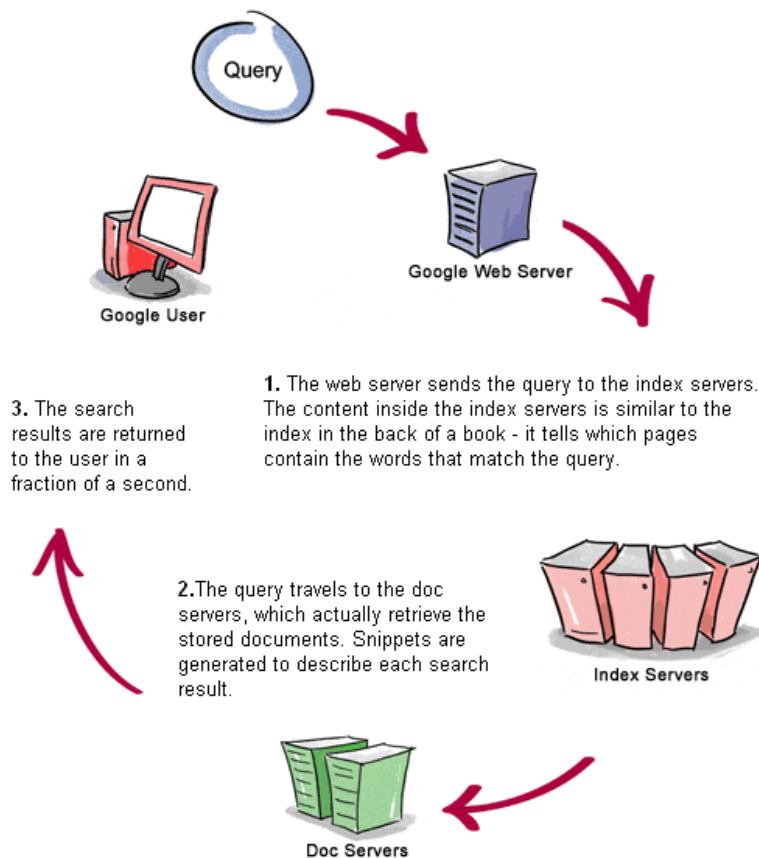 Query
Google Web Server
Google User
1. The web server sends the query to the index servers.
The content inside the index servers is similar to the
index in the back of a book - it tells which pages
contain the words that match the query.
3. The search
results are returned
to the user in a
fraction of a second.
2.The query travels to the doc
servers, which actually retrieve the
stored documents. Snippets are
generated to describe each search
result.
Index Servers
Doc Servers